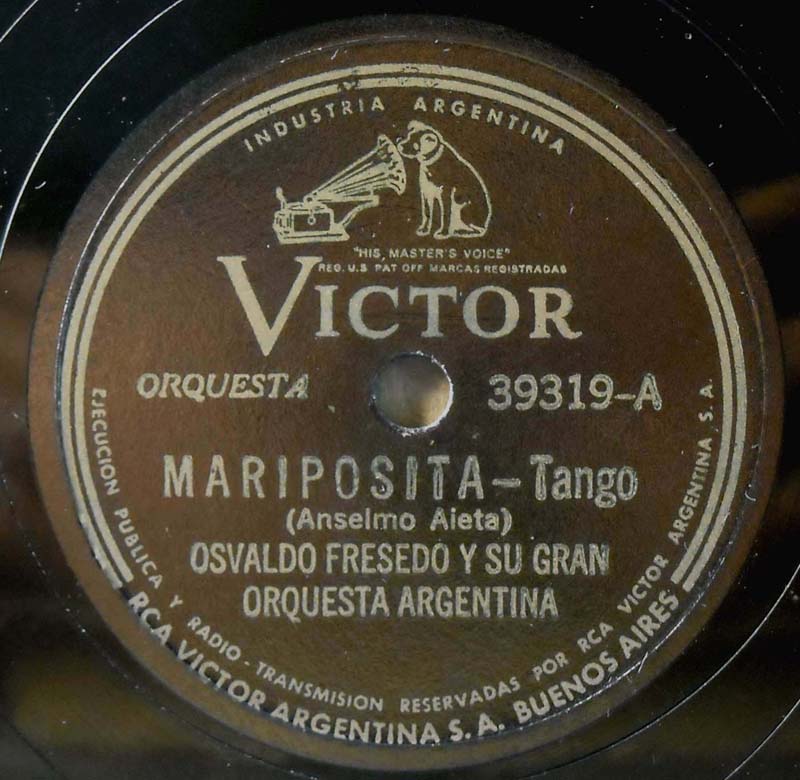 INDUSTRIA ARGENTINA
"HIS MASTER'S VOICE"
REG. U.S. PAT OFF MARCAS REGISTRADAS
VICTOR
ORQUESTA
39319-A
MARIPOSITA - Tango
(Anselmo Aieta)
OSVALDO FRESEDO Y SU GRAN
ORQUESTA ARGENTINA
EJECUCION PUBLICA Y RADIO-TRANSMISION RESERVADAS POR RCA VICTOR ARGENTINA, S. A.
RCA VICTOR ARGENTINA S. A. BUENOS AIRES